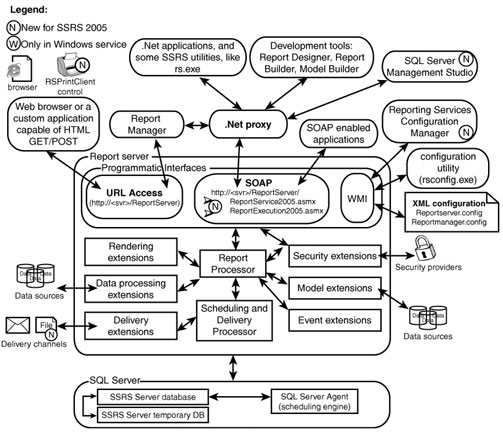 Legend:
N New for SSRS 2005
W Only in Windows service
browser
RSPrintClient
control
N
.Net applications, and
some SSRS utilities, like
rs.exe
Development tools:
Report Designer, Report
Builder, Model Builder
SQL Server
Management Studio
N
Web browser or a
custom application
capable of HTML
GET/POST
Report
Manager
.Net proxy
SOAP enabled
applications
Reporting Services
Configuration
Manager
N
Report server
Programmatic Interfaces
URL Access
(http://<svr>/ReportServer)
SOAP
http://<svr>/ReportServer/
ReportService2005.asmx
ReportExecution2005.asmx
N
WMI
configuration
utility
(rsconfig.exe)
XML configuration
Reportserver.config
Reportmanager.config
Rendering
extensions
Report
Processor
Security extensions
Security providers
Data Data
Data
Data sources
Data processing
extensions
Model extensions
Data Data
Data
Data sources
File
N
Delivery channels
Delivery
extensions
Scheduling and
Delivery
Processor
Event extensions
SQL Server
SSRS Server database
SSRS Server temporary DB
SQL Server Agent
(scheduling engine)